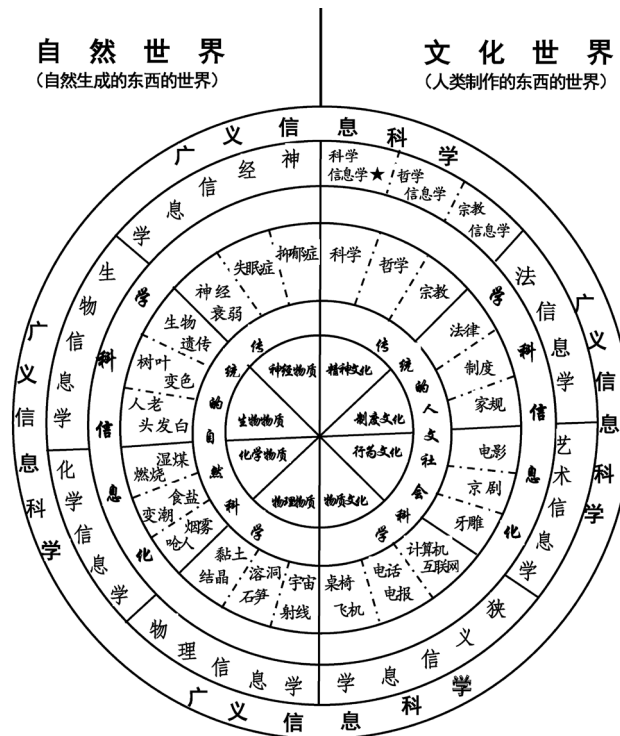 自然世界
(自然生成的东西的世界)
文化世界
(人类制作的东西的世界)
广义信息科学
广义信息科学
广义信息科学
广义信息科学
神经信息学
生物信息学
化学信息学
物理信息学
科学
信息学★
哲学
信息学
宗教
信息学
法信息学
艺术信息学
狭义信息学
学科信息化
学科信息化
抑郁症
失眠症
神经
衰弱
生物
遗传
树叶
变色
人老
头发白
湿煤
燃烧
食盐
变潮
烟雾
呛人
黏土
结晶
溶洞
石笋
宇宙
射线
科学
哲学
宗教
法律
制度
家规
电影
京剧
牙雕
计算机
互联网
电话
电报
桌椅
飞机
传统的自然科学
传统的人文社会科学
神经物质
生物物质
化学物质
物理物质
精神文化
制度文化
行为文化
物质文化